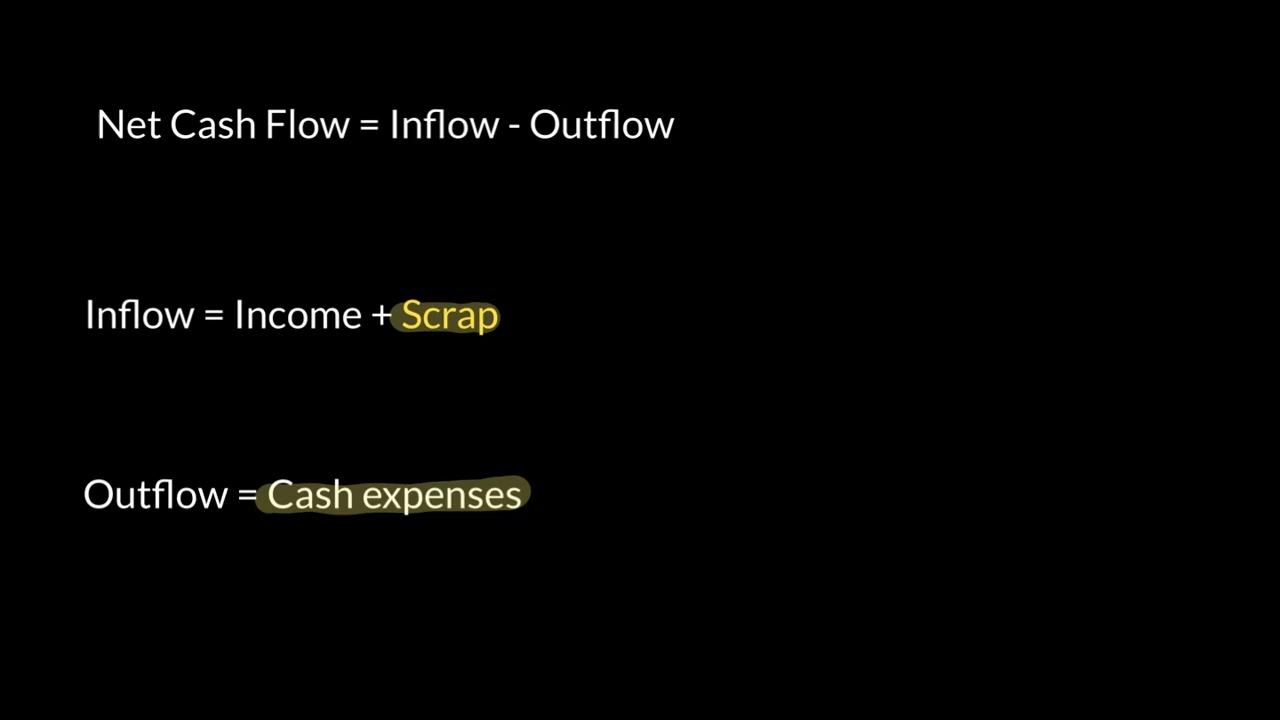 Net Cash Flow = Inflow - Outflow
Inflow = Income + Scrap
Outflow = Cash expenses